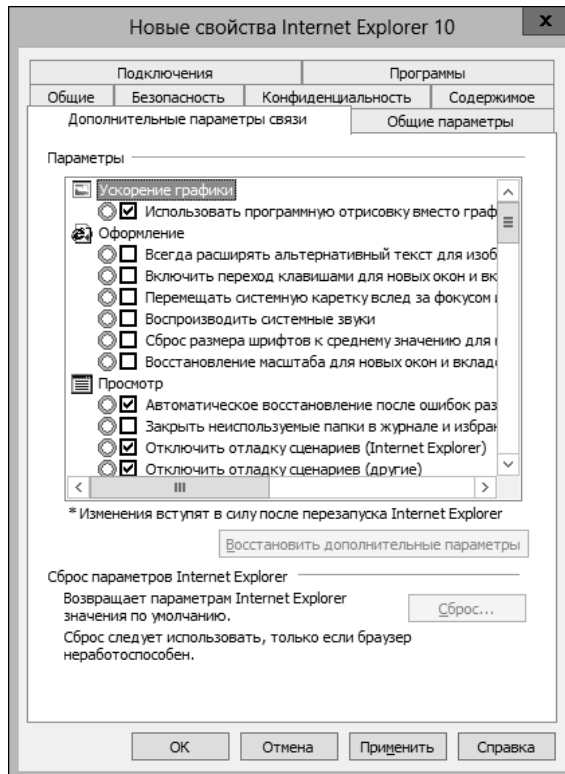 Новые свойства Internet Explorer 10
x
Подключения
Программы
Общие
Безопасность
Конфиденциальность
Содержимое
Дополнительные параметры связи
Общие параметры
Параметры
Ускорение графики
Использовать программную отрисовку вместо граф
Оформление
Всегда расширять альтернативный текст для изоб
Включить переход клавишами для новых окон и вк
Перемещать системную каретку вслед за фокусом
Воспроизводить системные звуки
Сброс размера шрифтов к среднему значению для
Восстановление масштаба для новых окон и вклад
Просмотр
Автоматическое восстановление после ошибок раз
Закрыть неиспользуемые папки в журнале и избран
Отключить отладку сценариев (Internet Explorer)
Отключить отладку сценариев (другие)
* Изменения вступят в силу после перезапуска Internet Explorer
Восстановить дополнительные параметры
Сброс параметров Internet Explorer
Возвращает параметрам Internet Explorer
значения по умолчанию.
Сброс...
Сброс следует использовать, только если браузер
неработоспособен.
ОК
Отмена
Применить
Справка